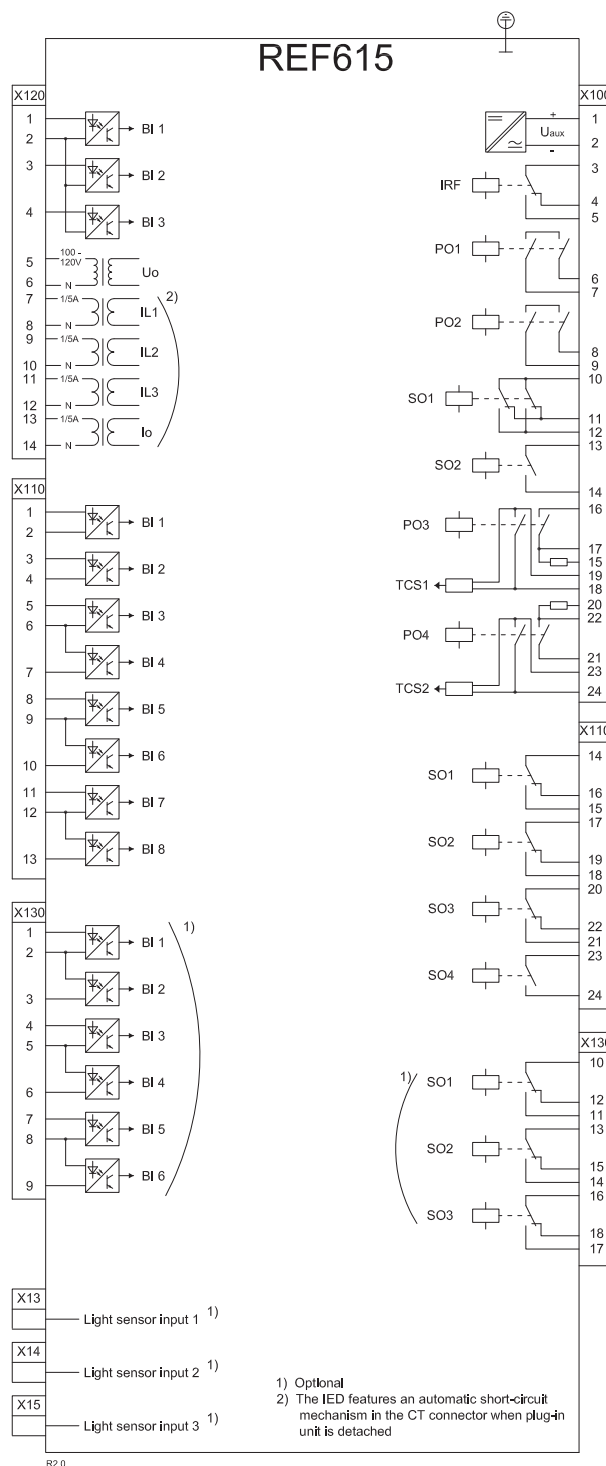 REF615
X120
1
2
BI 1
3
BI 2
4
BI 3
5
100 -
120V
6
N
Uo
7
1/5A
2)
8
N
IL1
9
1/5A
10
N
IL2
11
1/5A
12
N
IL3
13
1/5A
14
N
Io
X110
1
2
BI 1
3
4
BI 2
5
6
BI 3
7
BI 4
8
9
BI 5
10
BI 6
11
12
BI 7
13
BI 8
X130
1)
1
2
BI 1
3
BI 2
4
5
BI 3
6
BI 4
7
8
BI 5
9
BI 6
X13
Light sensor input 1 1)
X14
Light sensor input 2 1)
X15
Light sensor input 3 1)
X100
+
1
Uaux
2
-
3
IRF
4
5
PO1
6
7
PO2
8
9
10
SO1
11
12
13
SO2
14
16
PO3
17
15
19
TCS1
18
20
22
PO4
21
23
TCS2
24
X110
14
SO1
16
15
17
SO2
19
18
20
SO3
22
21
23
SO4
24
X130
10
1)
SO1
12
11
13
SO2
15
14
16
SO3
18
17
1) Optional
2) The IED features an automatic short-circuit
mechanism in the CT connector when plug-in
unit is detached
R2.0